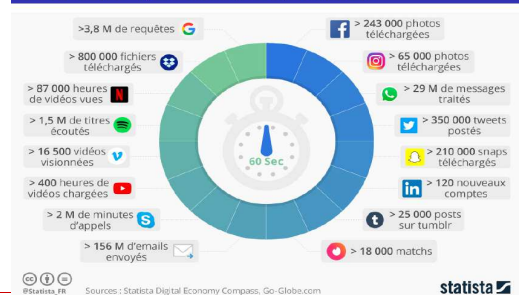 >3,8 M de requêtes
> 800 000 fichiers
téléchargés
> 87 000 heures
de vidéos vues
> 1,5 M de titres
écoutés
> 16 500 vidéos
visionnées
> 400 heures de
vidéos chargées
> 2 M de minutes
d'appels
> 156 M d'emails
envoyés
> 243 000 photos
téléchargées
> 65 000 photos
téléchargées
> 29 M de messages
traités
> 350 000 tweets
postés
> 210 000 snaps
téléchargés
> 120 nouveaux
comptes
> 25 000 posts
sur tumblr
> 18 000 matchs
60 Sec
@Statista_FR
Sources : Statista Digital Economy Compass, Go-Globe.com
statista